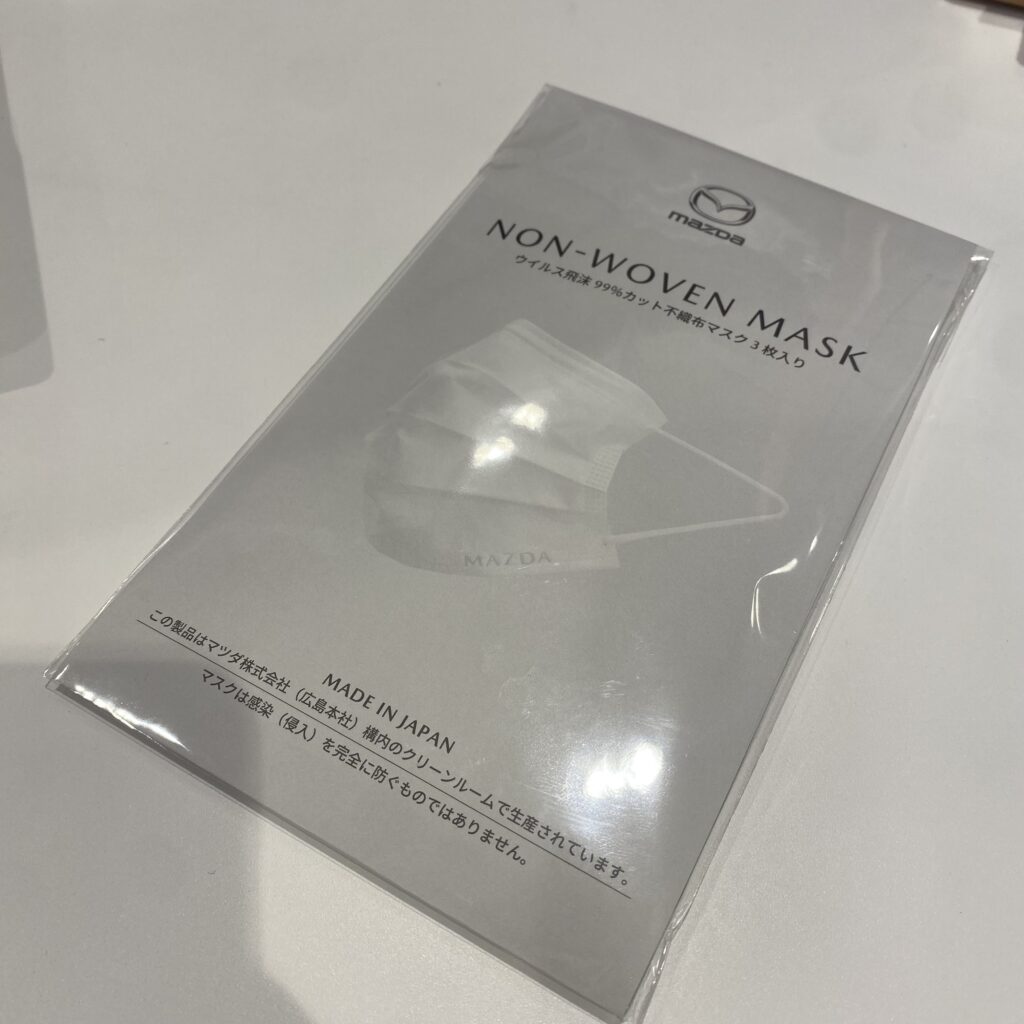 mazda
NON-WOVEN MASK
ウイルス飛沫 99%カット不織布マスク 3 枚入り
MAZDA
MADE IN JAPAN
この製品はマツダ株式会社（広島本社）構内のクリーンルームで生産されています。
マスクは感染（侵入）を完全に防ぐものではありません。